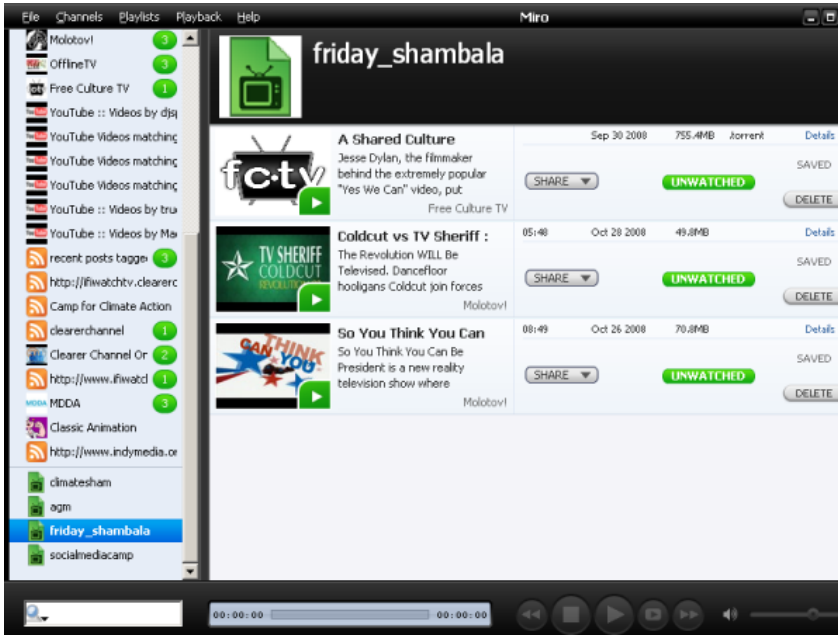 File Channels Playlists Playback Help
Miro
Molotov! 3
OfflineTV 3
Free Culture TV 1
YouTube :: Videos by djs
YouTube Videos matching
YouTube Videos matching
YouTube Videos matching
YouTube :: Videos by tru
YouTube :: Videos by Ma
recent posts tagge 3
http://ifiwatchtv.clearerc
Camp for Climate Action
clearerchannel 1
Clearer Channel Or 2
http://www.ifiwatc 1
MDDA 3
Classic Animation
http://www.indymedia.or
climatesham
agm
friday_shambala
socialmediacamp
friday_shambala
fc-tv
A Shared Culture
Jesse Dylan, the filmmaker
behind the extremely popular
"Yes We Can" video, put
Free Culture TV
Sep 30 2008 755.4MB .torrent Details
SAVED
SHARE UNWATCHED
DELETE
TV SHERIFF
COLDCUT
REVOLUTION
Coldcut vs TV Sheriff :
The Revolution WILL Be
Televised. Dancefloor
hooligans Coldcut join forces
Molotov!
05:48 Oct 28 2008 49.8MB Details
SAVED
SHARE UNWATCHED
DELETE
CAN THINK
YOU
So You Think You Can
So You Think You Can Be
President is a new reality
television show where
Molotov!
08:49 Oct 26 2008 70.8MB Details
SAVED
SHARE UNWATCHED
DELETE
00:00:00 00:00:00